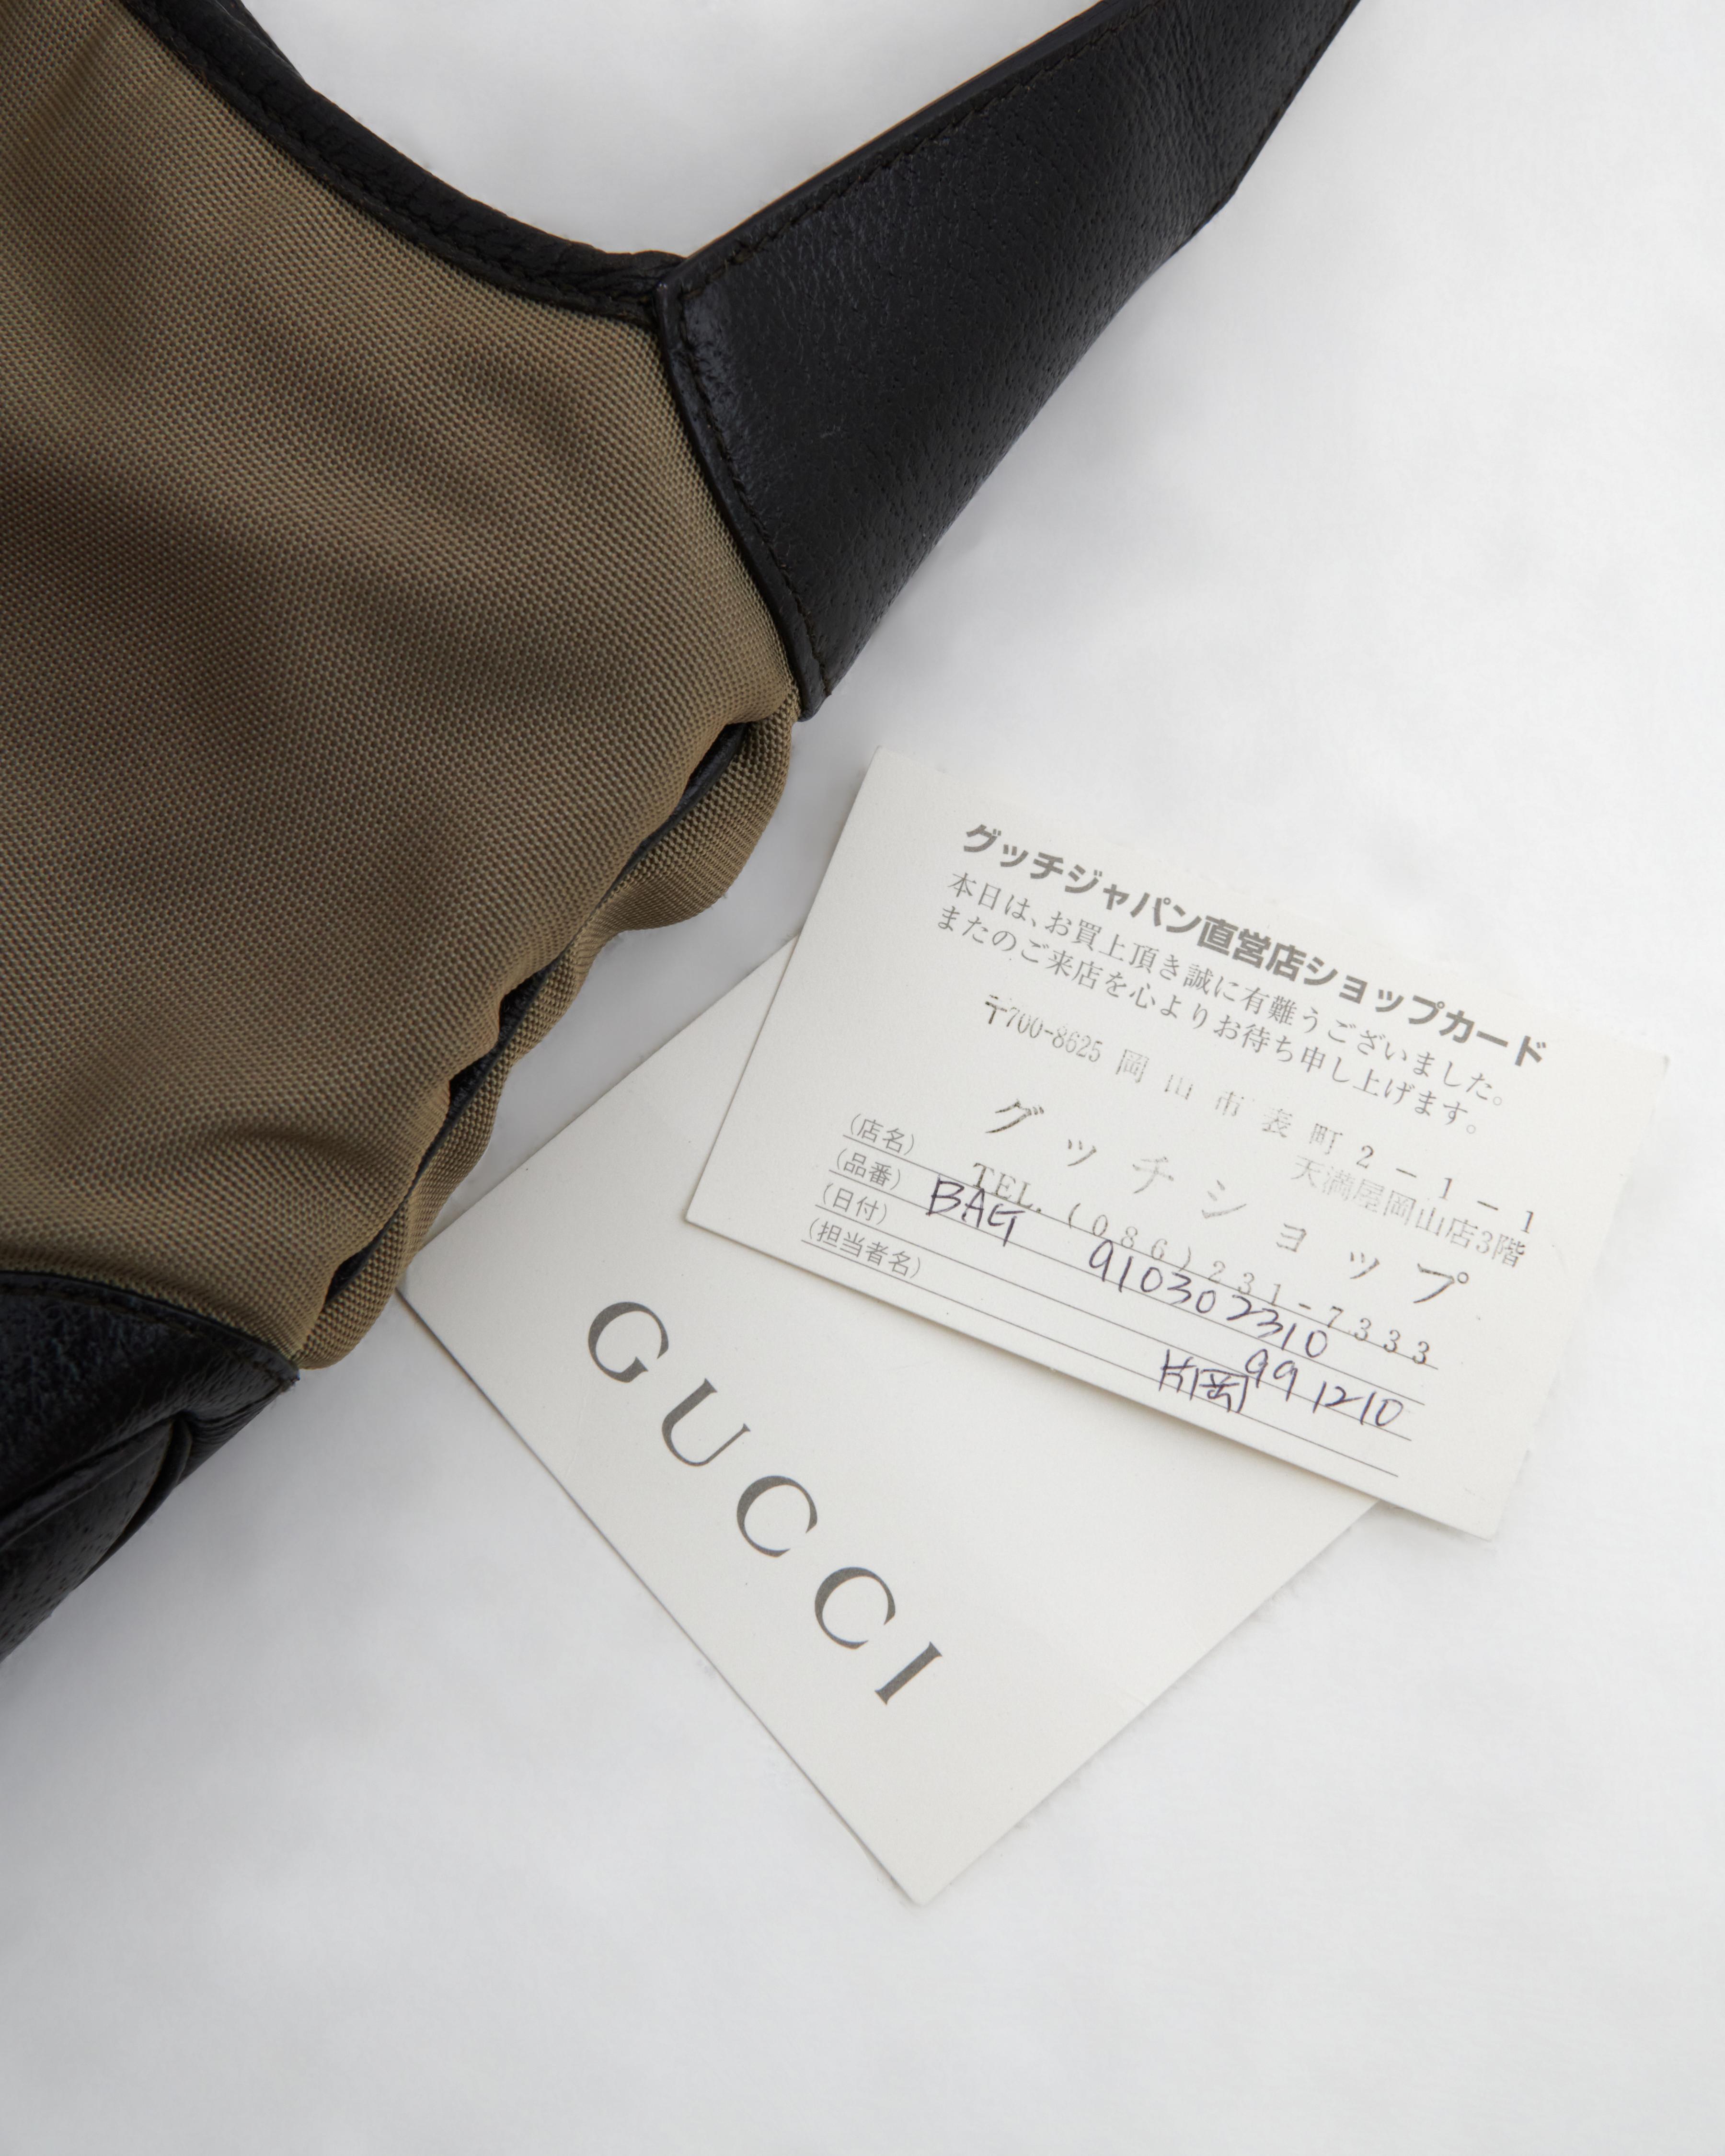 グッチジャパン直営店ショップカード
本日は、お買上頂き誠に有難うございました。
またのご来店を心よりお待ち申し上げます。
〒700-8625 岡山市表町2-1-1
天満屋岡山店3階
グッチショップ
(店名)
TEL.(086)231-7333
(品番) BAG 910302310
(日付) 991210
(担当者名) 片岡
GUCCI